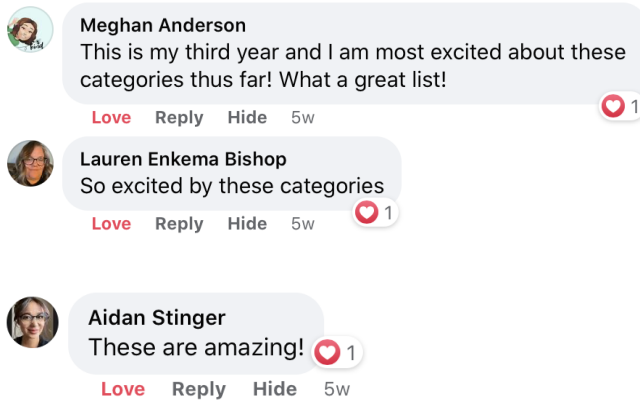 Meghan Anderson
This is my third year and I am most excited about these
categories thus far! What a great list!
Love Reply Hide 5w
1
Lauren Enkema Bishop
So excited by these categories
1
Love Reply Hide 5w
Aidan Stinger
These are amazing! 1
Love Reply Hide 5w